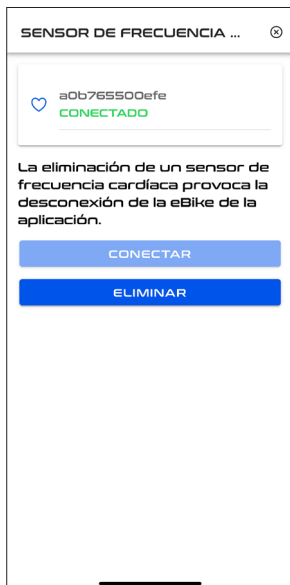 SENSOR DE FRECUENCIA ...
a0b765500efe
CONECTADO
La eliminación de un sensor de
frecuencia cardíaca provoca la
desconexión de la eBike de la
aplicación.
CONECTAR
ELIMINAR